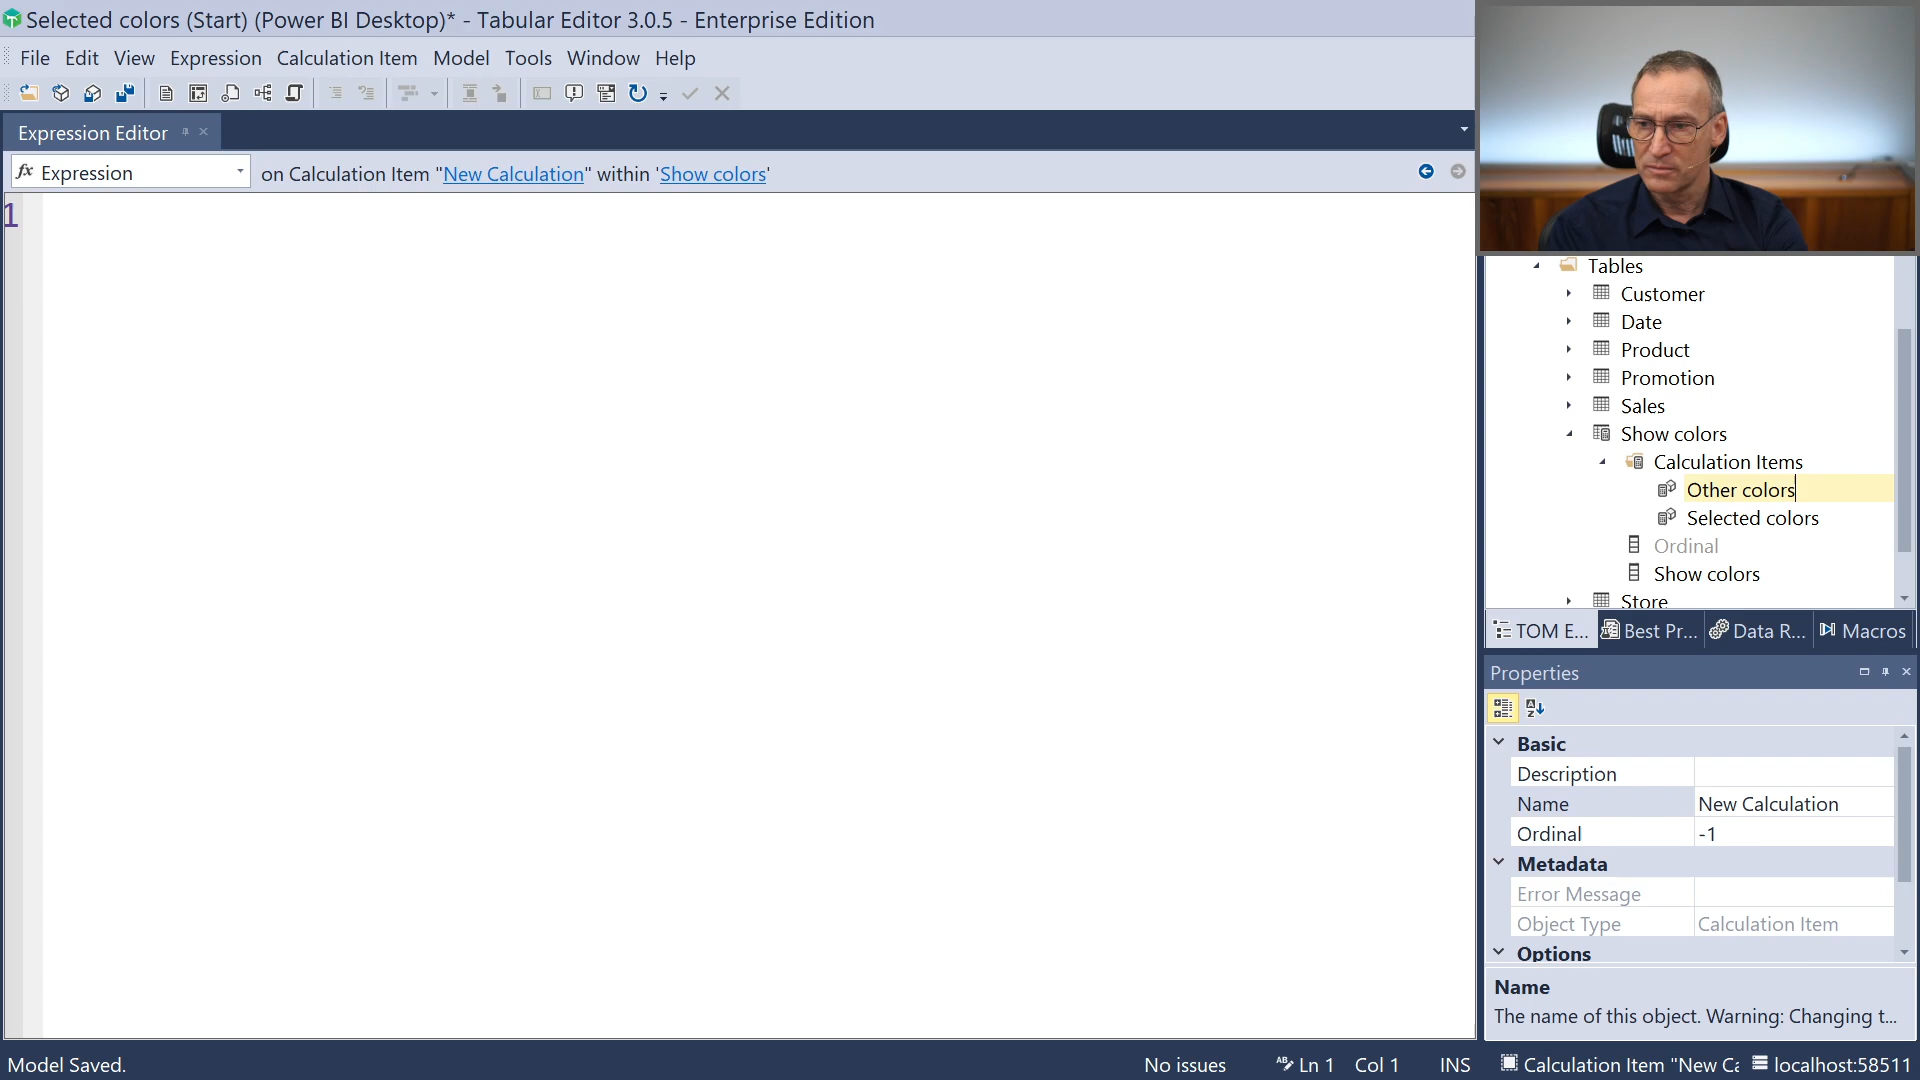 Selected colors (Start) (Power BI Desktop)* - Tabular Editor 3.0.5 - Enterprise Edition
File Edit View Expression Calculation Item Model Tools Window Help
Expression Editor
fx Expression on Calculation Item "New Calculation" within 'Show colors'
1
Tables
Customer
Date
Product
Promotion
Sales
Show colors
Calculation Items
Other colors
Selected colors
Ordinal
Show colors
Store
TOM E... Best Pr... Data R... Macros
Properties
Basic
Description
Name New Calculation
Ordinal -1
Metadata
Error Message
Object Type Calculation Item
Options
Name
The name of this object. Warning: Changing t...
Model Saved. No issues Ln 1 Col 1 INS Calculation Item "New Ca localhost:58511